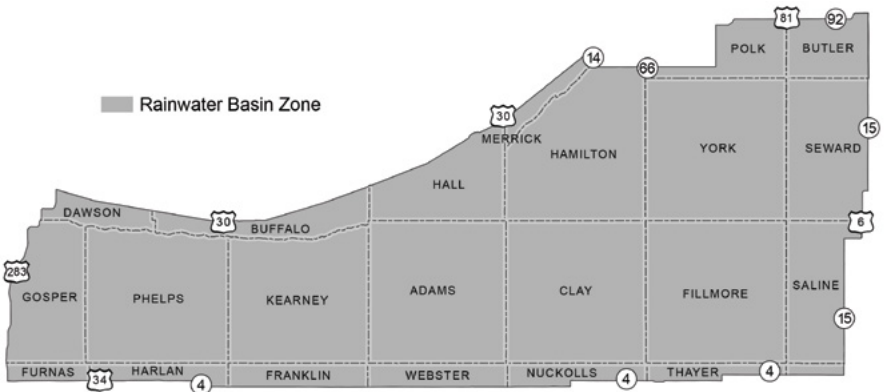 81
92
POLK
BUTLER
14
66
Rainwater Basin Zone
30
MERRICK
15
HAMILTON
YORK
SEWARD
HALL
DAWSON
30
BUFFALO
6
283
GOSPER
PHELPS
KEARNEY
ADAMS
CLAY
FILLMORE
SALINE
15
FURNAS
34
HARLAN
4
FRANKLIN
WEBSTER
NUCKOLLS
4
THAYER
4